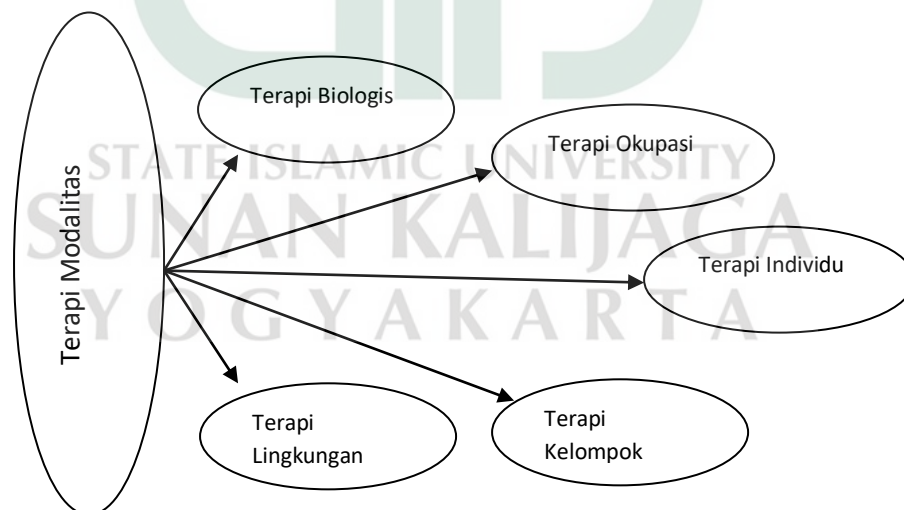 Terapi Modalitas
Terapi Biologis
Terapi Okupasi
Terapi Individu
Terapi
Kelompok
Terapi
Lingkungan
STATE ISLAMIC UNIVERSITY
SUNAN KALIJAGA
YOGYAKARTA